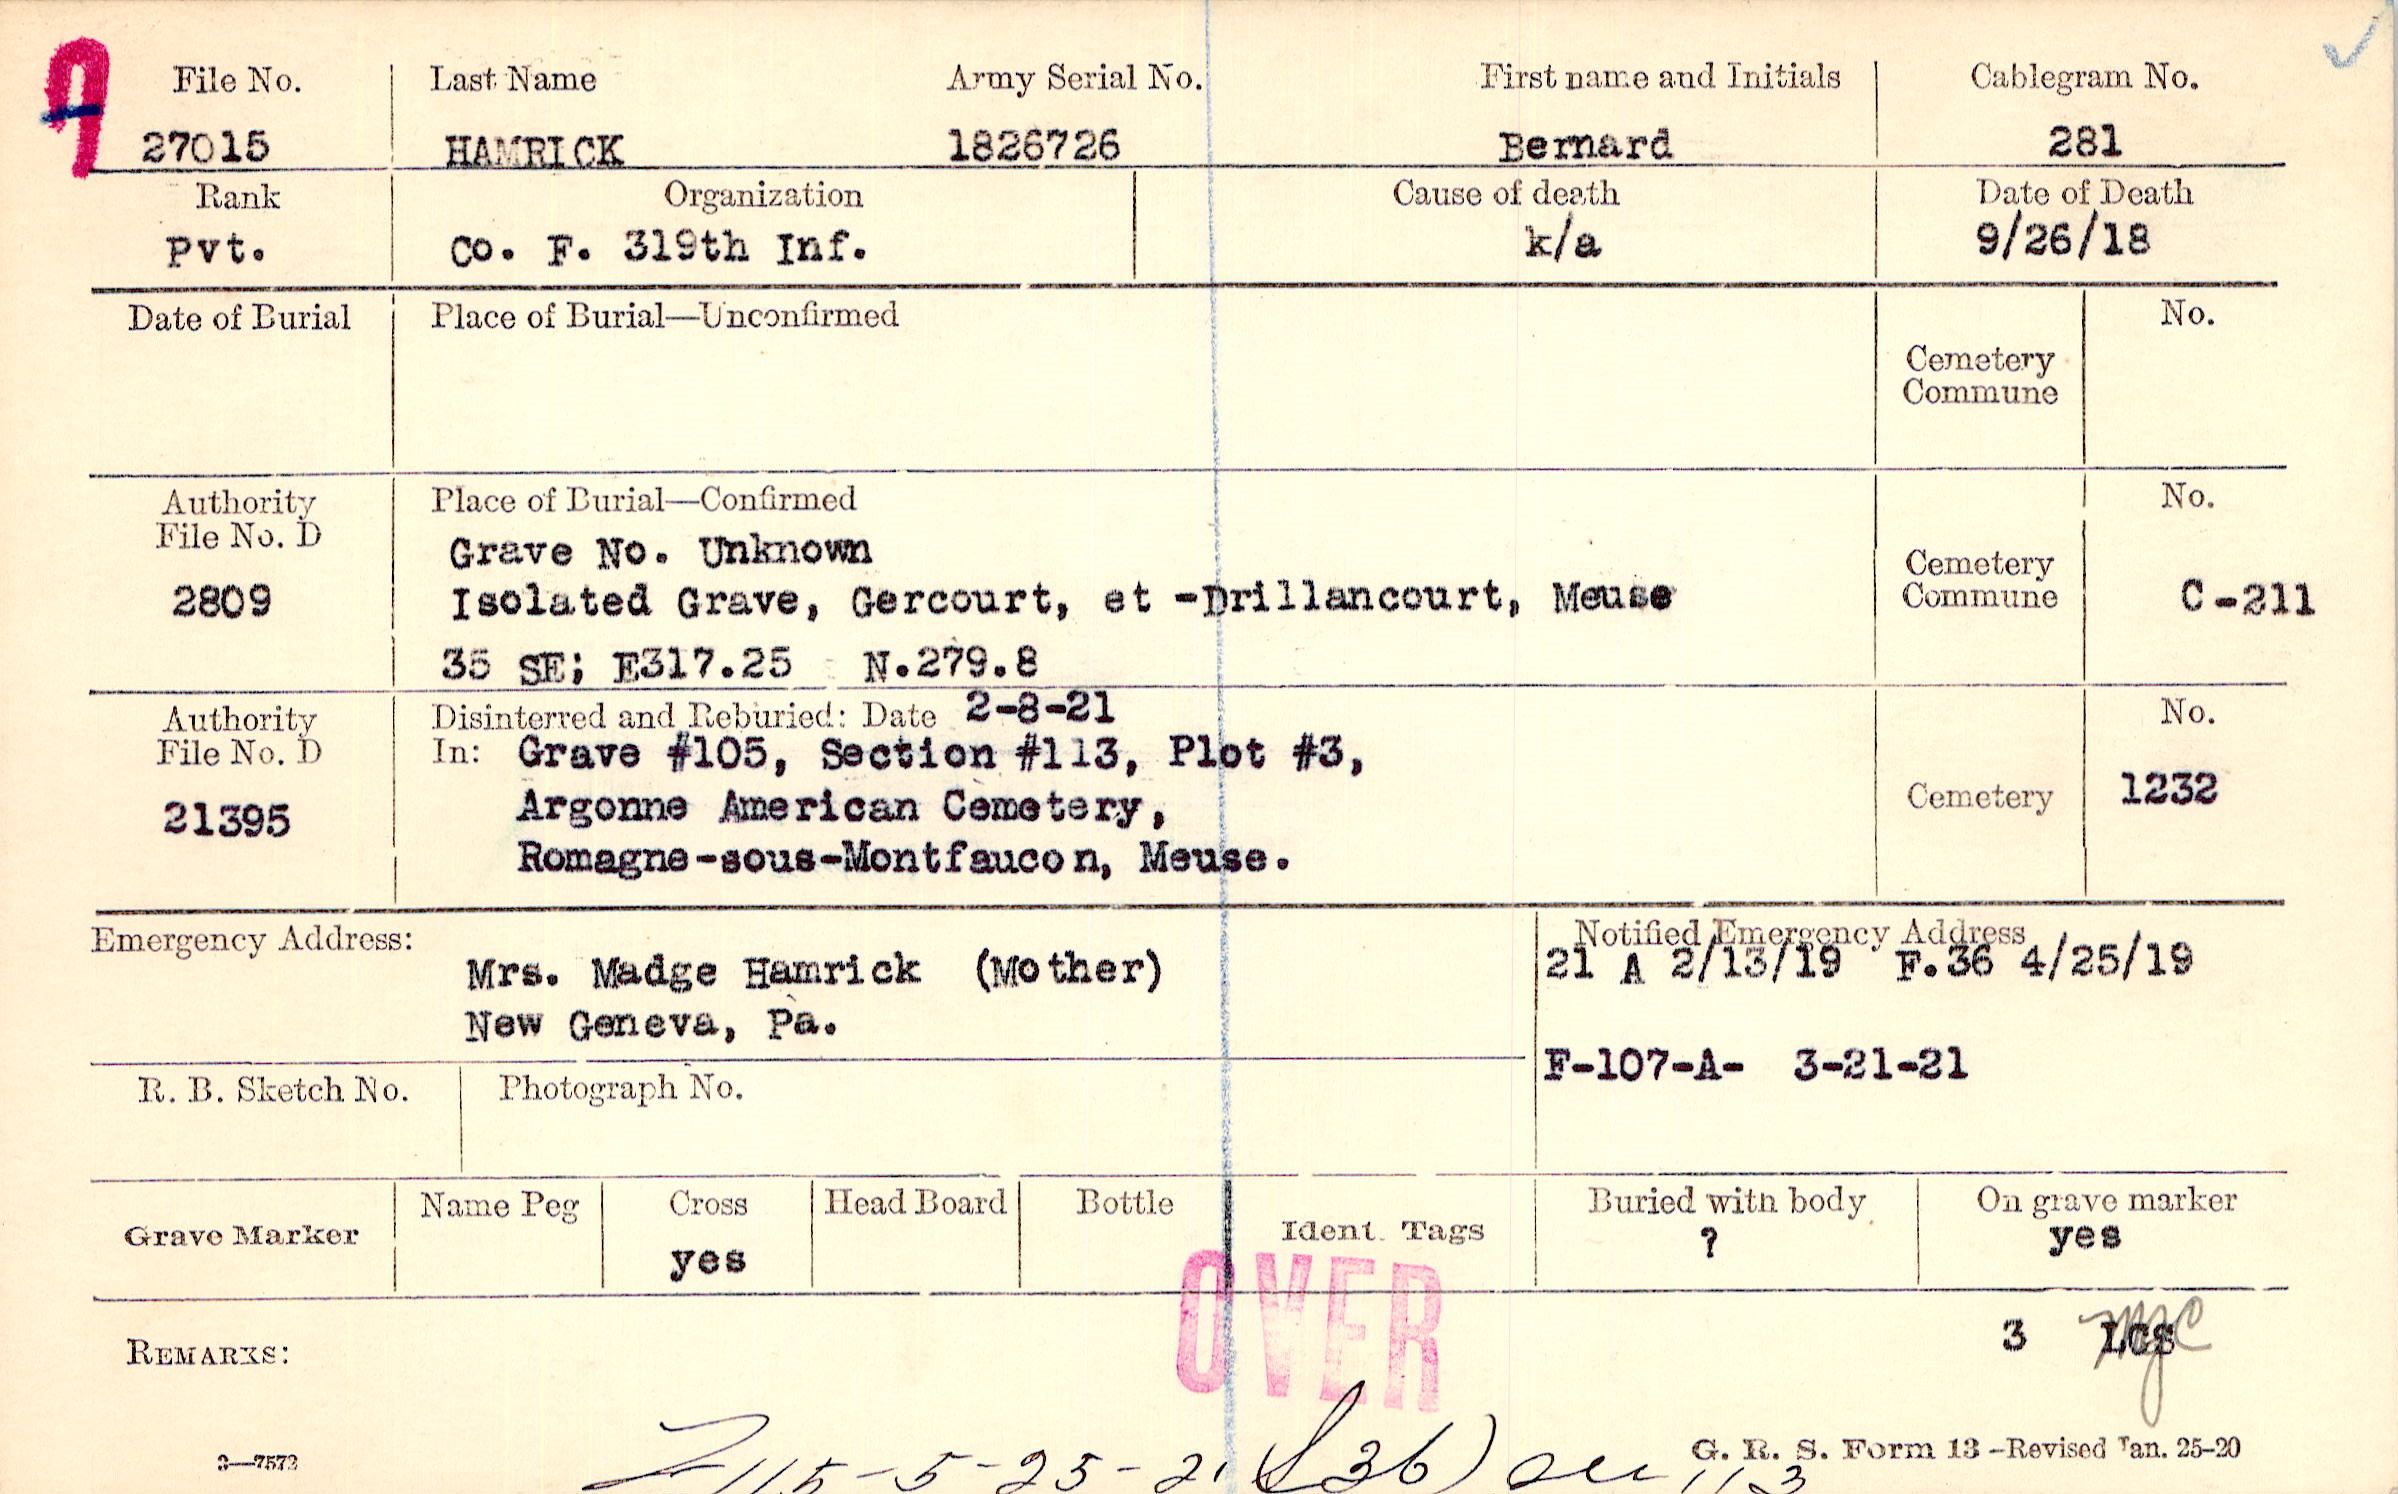 File No. Last Name Army Serial No. First name and Initials Cablegram No.
27015 HAMRICK 1826726 Bernard 281
Rank Organization Cause of death Date of Death
Pvt. Co. F. 319th Inf. k/a 9/26/18
Date of Burial Place of Burial—Unconfirmed No.
Cemetery
Commune
Authority Place of Burial—Confirmed No.
File No. D
Grave No. Unknown
Cemetery
2809 Isolated Grave, Gercourt, et -Drillancourt, Meuse Commune C-211
35 SE; E317.25 N.279.8
Authority Disinterred and Reburied: Date 2-8-21 No.
File No. D In: Grave #105, Section #113, Plot #3,
21395 Argonne American Cemetery, Cemetery 1232
Romagne-sous-Montfaucon, Meuse.
Emergency Address: Notified Emergency Address
Mrs. Madge Hamrick (Mother) 21 A 2/13/19 F.36 4/25/19
New Geneva, Pa.
F-107-A- 3-21-21
R. B. Sketch No. Photograph No.
Grave Marker Name Peg Cross Head Board Bottle Ident. Tags Buried with body On grave marker
yes ? yes
OVER
3 LCS
REMARKS:
115-5-25-21 (36)
3—7572 G. R. S. Form 13—Revised Jan. 25-20